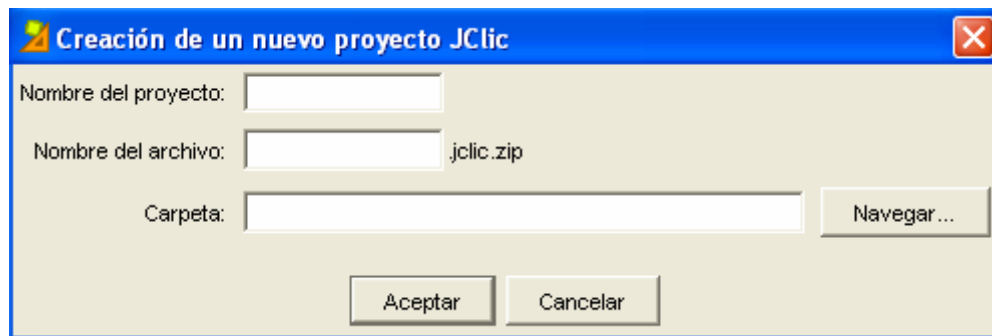 Creación de un nuevo proyecto JClic
Nombre del proyecto:
Nombre del archivo: .jclic.zip
Carpeta: Navegar...
Aceptar Cancelar